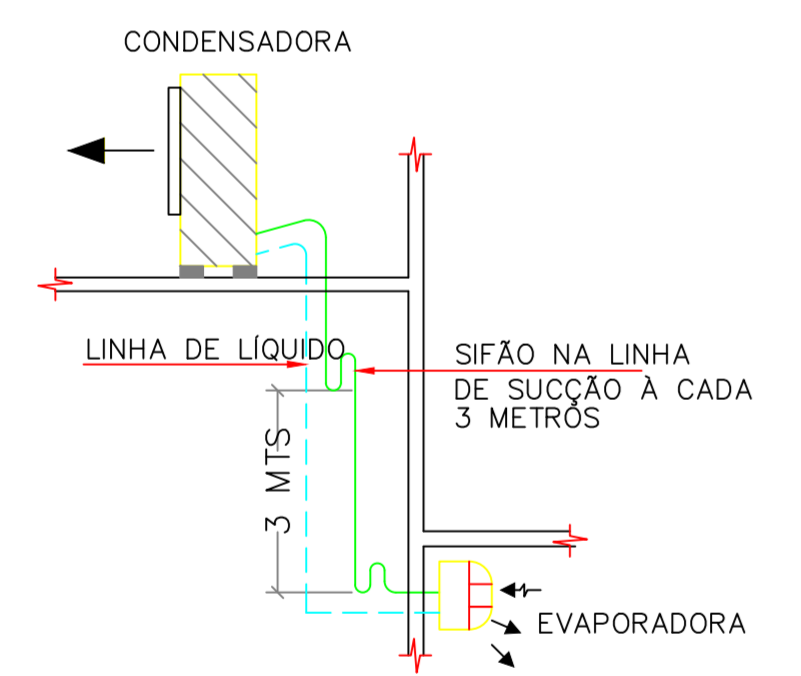 CONDENSADORA
LINHA DE LÍQUIDO
SIFÃO NA LINHA
DE SUCÇÃO À CADA
3 METROS
3 MTS
EVAPORADORA